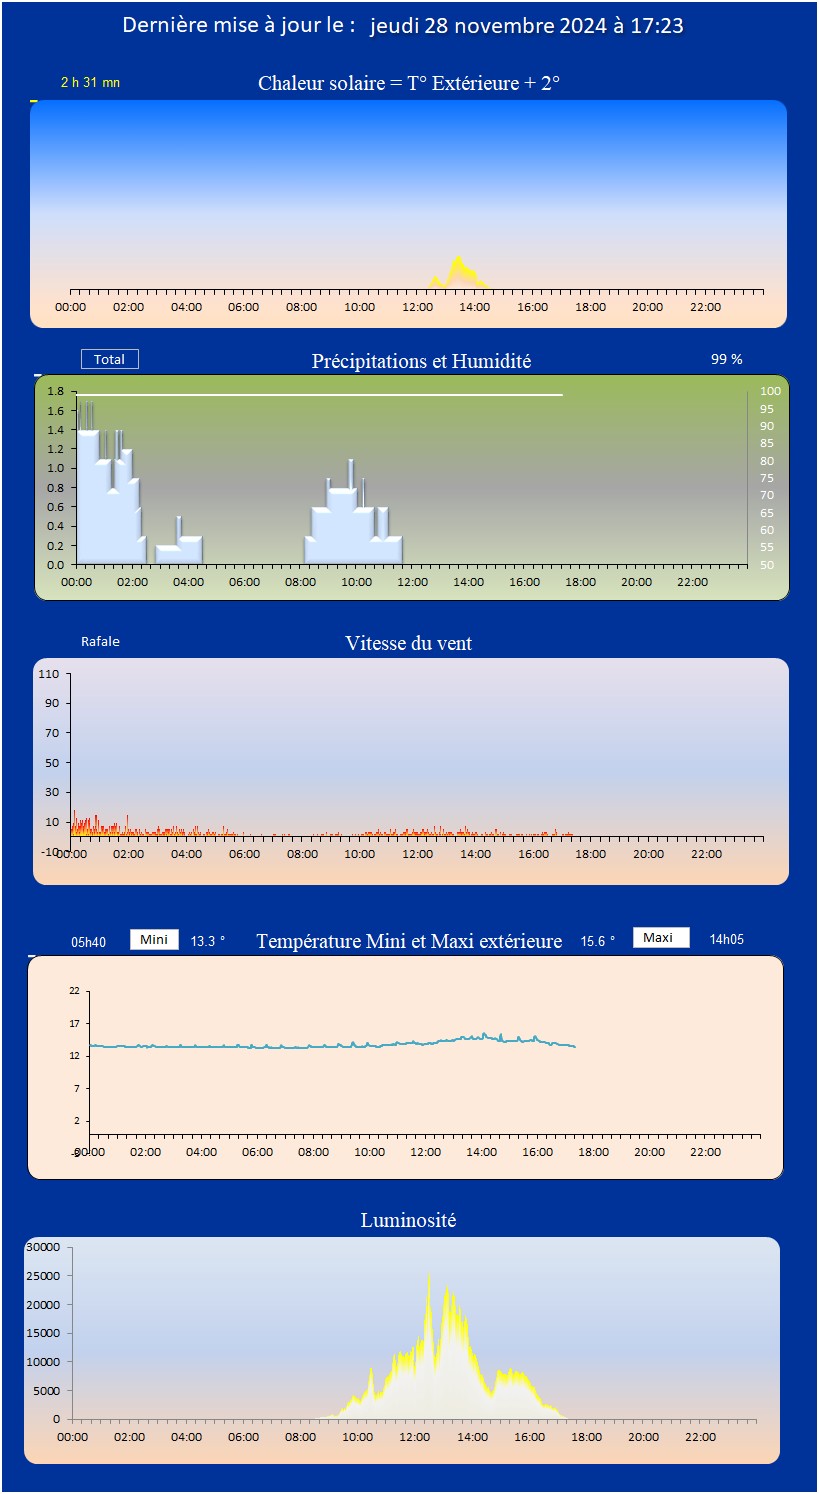 Dernière mise à jour le : jeudi 28 novembre 2024 à 17:23
2 h 31 mn Chaleur solaire = T° Extérieure + 2°
00:00 02:00 04:00 06:00 08:00 10:00 12:00 14:00 16:00 18:00 20:00 22:00
Total Précipitations et Humidité 99 %
1.8 100
1.6 95
1.4 90
85
1.2 80
1.0 75
0.8 70
0.6 65
0.4 60
0.2 55
0.0 50
00:00 02:00 04:00 06:00 08:00 10:00 12:00 14:00 16:00 18:00 20:00 22:00
Rafale Vitesse du vent
110
90
70
50
30
10
-10
00:00 02:00 04:00 06:00 08:00 10:00 12:00 14:00 16:00 18:00 20:00 22:00
05h40 Mini 13.3 ° Température Mini et Maxi extérieure 15.6 ° Maxi 14h05
22
17
12
7
2
-3
00:00 02:00 04:00 06:00 08:00 10:00 12:00 14:00 16:00 18:00 20:00 22:00
Luminosité
30000
25000
20000
15000
10000
5000
0
00:00 02:00 04:00 06:00 08:00 10:00 12:00 14:00 16:00 18:00 20:00 22:00